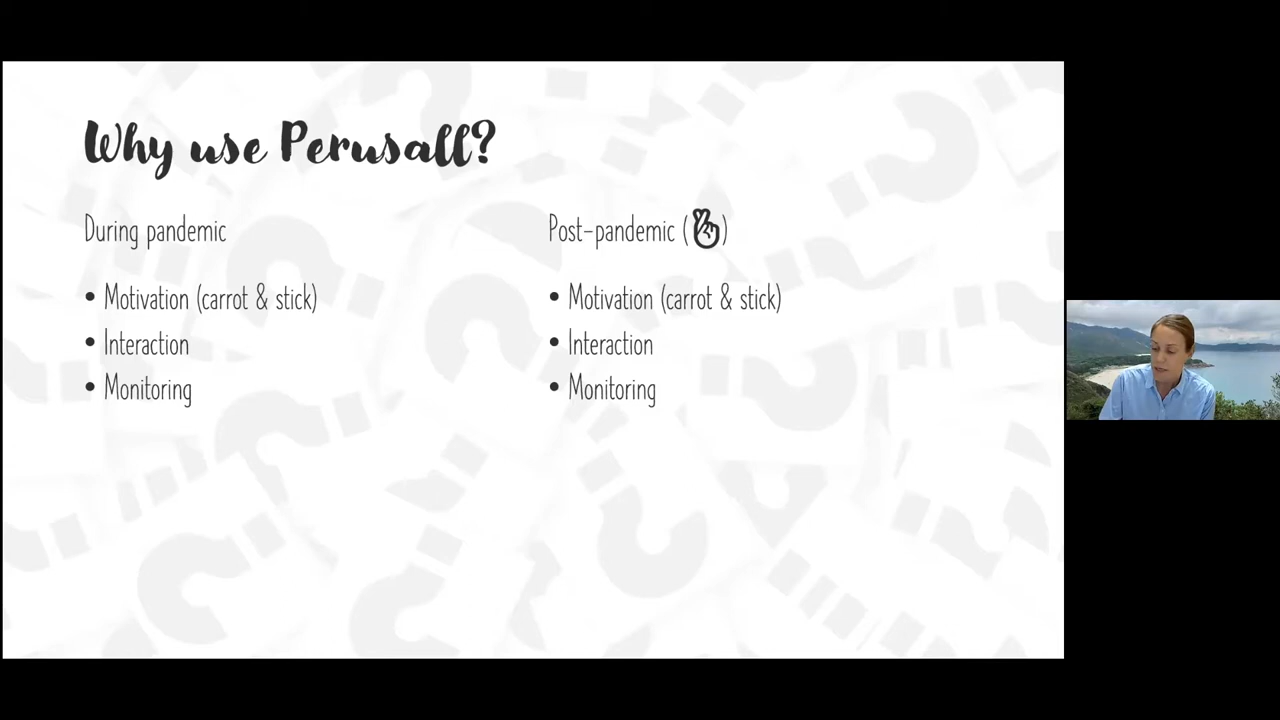 Why use Perusall?
During pandemic
• Motivation (carrot & stick)
• Interaction
• Monitoring
Post-pandemic (🤞)
• Motivation (carrot & stick)
• Interaction
• Monitoring